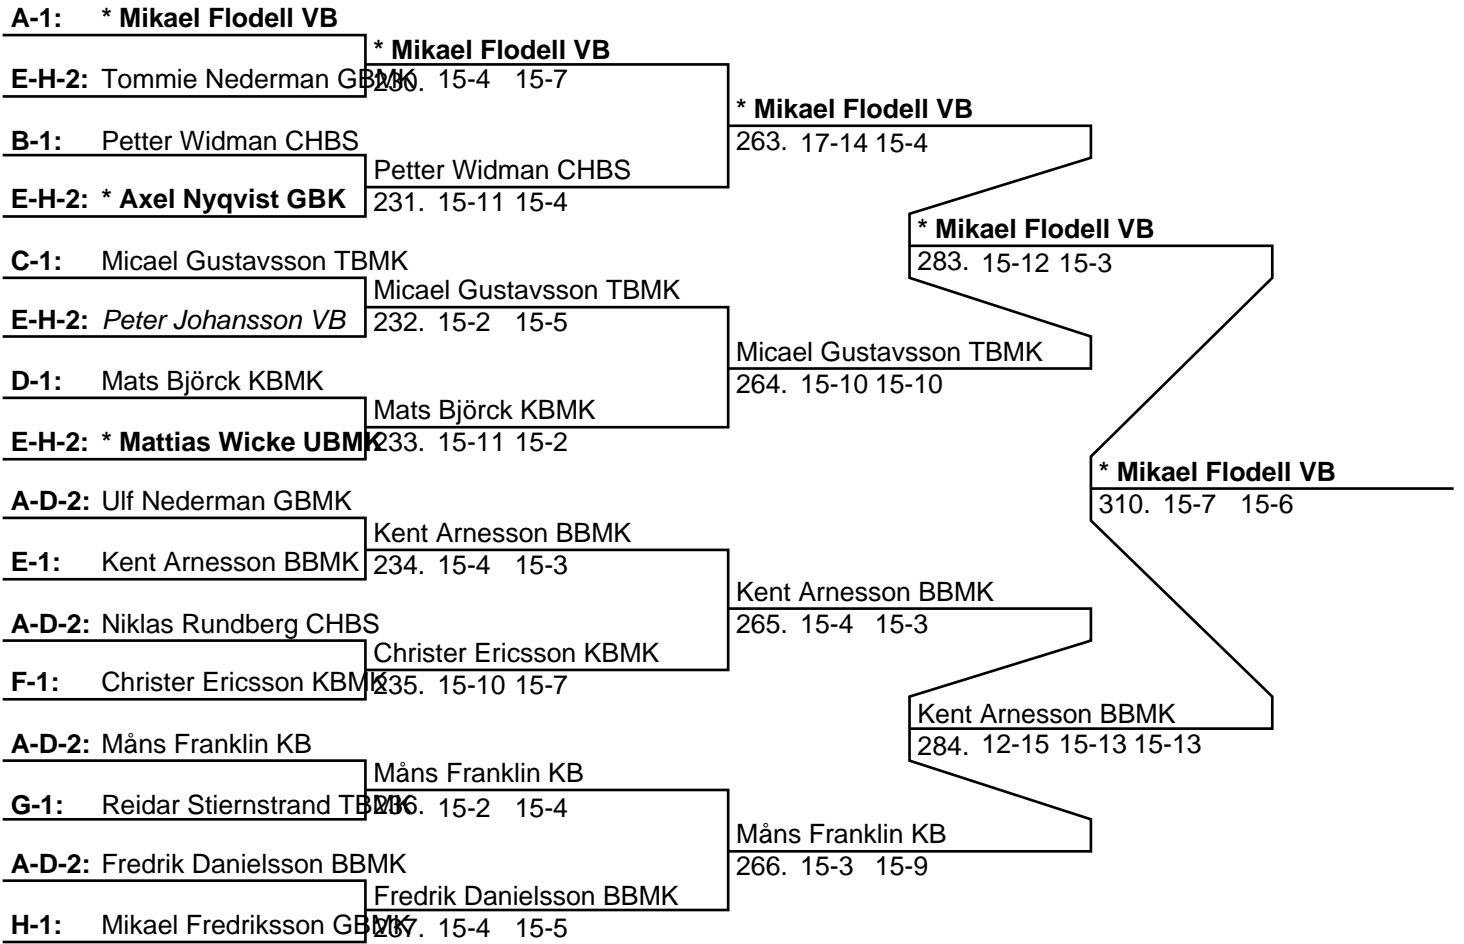 A-1: * Mikael Flodell VB
* Mikael Flodell VB
E-H-2: Tommie Nederman GBMK
230. 15-4 15-7
* Mikael Flodell VB
B-1: Petter Widman CHBS
263. 17-14 15-4
Petter Widman CHBS
E-H-2: * Axel Nyqvist GBK
231. 15-11 15-4
* Mikael Flodell VB
C-1: Micael Gustavsson TBMK
283. 15-12 15-3
Micael Gustavsson TBMK
E-H-2: Peter Johansson VB
232. 15-2 15-5
Micael Gustavsson TBMK
D-1: Mats Björck KBMK
264. 15-10 15-10
Mats Björck KBMK
E-H-2: * Mattias Wicke UBMK
233. 15-11 15-2
* Mikael Flodell VB
A-D-2: Ulf Nederman GBMK
310. 15-7 15-6
Kent Arnesson BBMK
E-1: Kent Arnesson BBMK
234. 15-4 15-3
Kent Arnesson BBMK
A-D-2: Niklas Rundberg CHBS
265. 15-4 15-3
Christer Ericsson KBMK
F-1: Christer Ericsson KBMK
235. 15-10 15-7
Kent Arnesson BBMK
A-D-2: Måns Franklin KB
284. 12-15 15-13 15-13
Måns Franklin KB
G-1: Reidar Stiernstrand TBMK
236. 15-2 15-4
Måns Franklin KB
A-D-2: Fredrik Danielsson BBMK
266. 15-3 15-9
Fredrik Danielsson BBMK
H-1: Mikael Fredriksson GBMK
237. 15-4 15-5